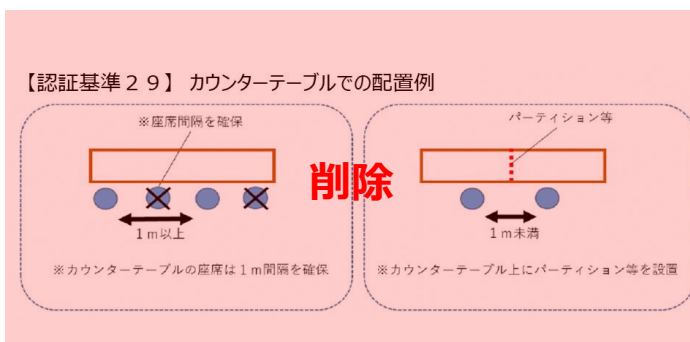 【認証基準２９】 カウンターテーブルでの配置例
※座席間隔を確保
１ｍ以上
※カウンターテーブルの座席は１ｍ間隔を確保
削除
パーティション等
１ｍ未満
※カウンターテーブル上にパーティション等を設置